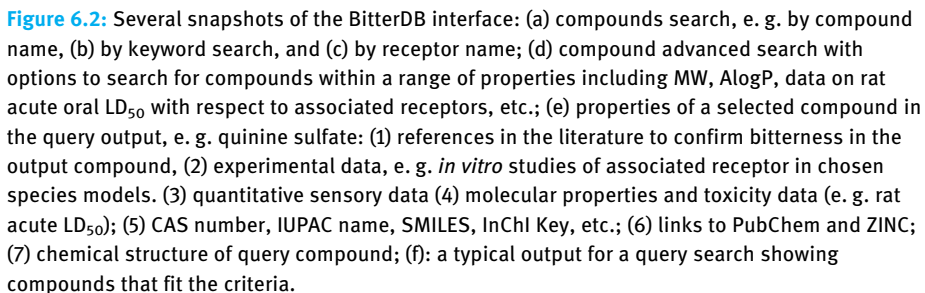 Figure 6.2: Several snapshots of the BitterDB interface: (a) compounds search, e. g. by compound
name, (b) by keyword search, and (c) by receptor name; (d) compound advanced search with
options to search for compounds within a range of properties including MW, AlogP, data on rat
acute oral LD50 with respect to associated receptors, etc.; (e) properties of a selected compound in
the query output, e. g. quinine sulfate: (1) references in the literature to confirm bitterness in the
output compound, (2) experimental data, e. g. in vitro studies of associated receptor in chosen
species models. (3) quantitative sensory data (4) molecular properties and toxicity data (e. g. rat
acute LD50); (5) CAS number, IUPAC name, SMILES, InChI Key, etc.; (6) links to PubChem and ZINC;
(7) chemical structure of query compound; (f): a typical output for a query search showing
compounds that fit the criteria.